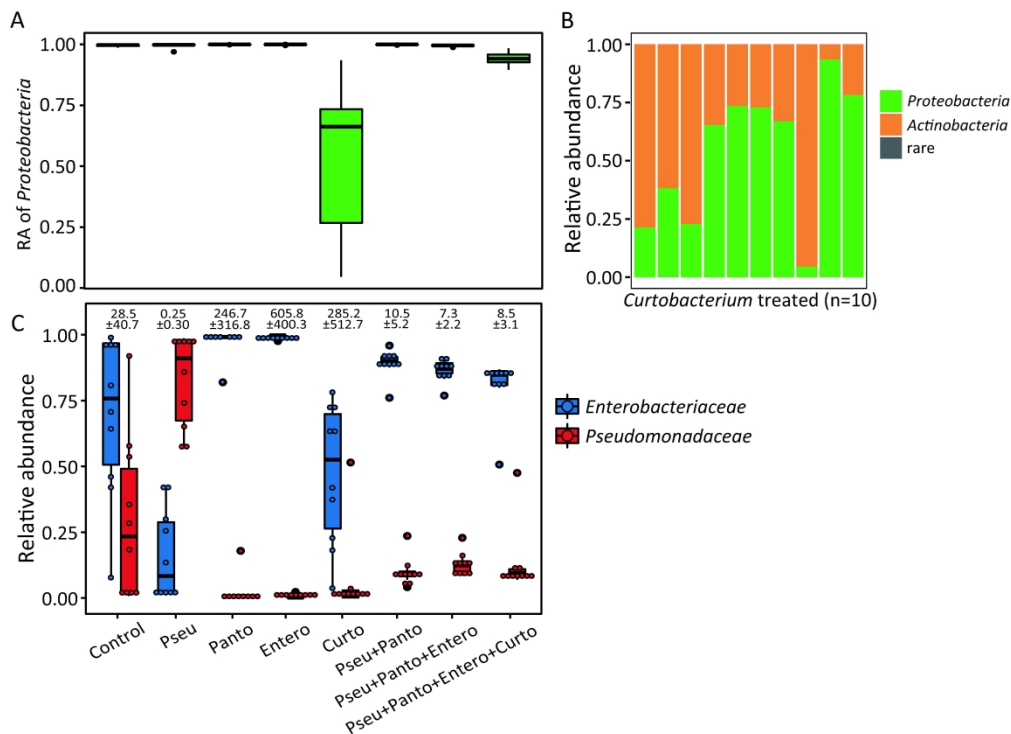 A
RA of Proteobacteria
1.00
0.75
0.50
0.25
0.00
B
Relative abundance
1.00
0.75
0.50
0.25
0.00
Curtobacterium treated (n=10)
Proteobacteria
Actinobacteria
rare
C
28.5 0.25 246.7 605.8 285.2 10.5 7.3 8.5
±40.7 ±0.30 ±316.8 ±400.3 ±512.7 ±5.2 ±2.2 ±3.1
Relative abundance
1.00
0.75
0.50
0.25
0.00
Control
Pseu
Panto
Entero
Curto
Pseu+Panto
Pseu+Panto+Entero
Pseu+Panto+Entero+Curto
Enterobacteriaceae
Pseudomonadaceae